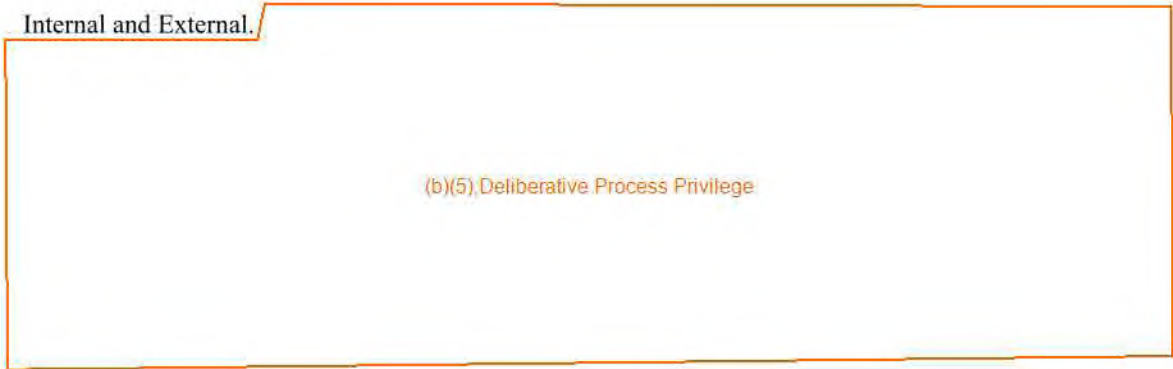 Internal and External.
(b)(5);Deliberative Process Privilege